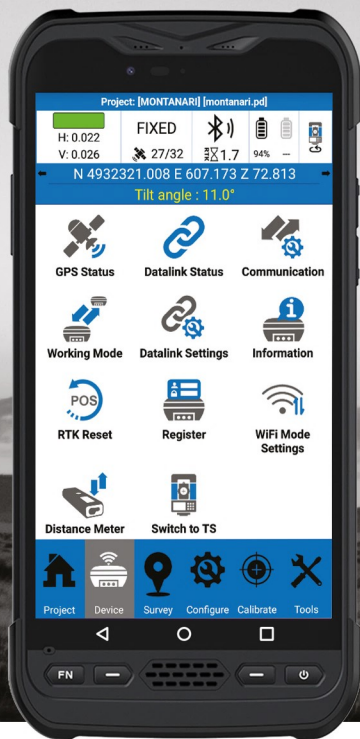 Project: [MONTANARI] [montanari.pd]
H: 0.022
V: 0.026
FIXED
27/32
RTK 1.7
94%
--
N 4932321.008 E 607.173 Z 72.813
Tilt angle : 11.0°
GPS Status
Datalink Status
Communication
Working Mode
Datalink Settings
Information
POS
RTK Reset
Register
WiFi Mode
Settings
Distance Meter
Switch to TS
Project
Device
Survey
Configure
Calibrate
Tools
FN